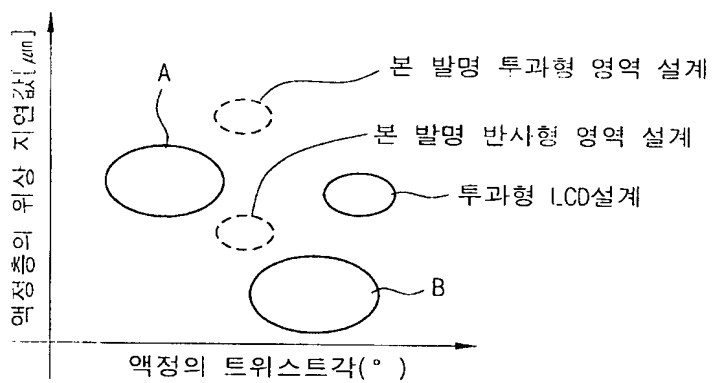 A
본 발명 투과형 영역 설계
본 발명 반사형 영역 설계
투과형 LCD설계
B
액정층의 위상 지연값[㎛]
액정의 트위스트각(°)